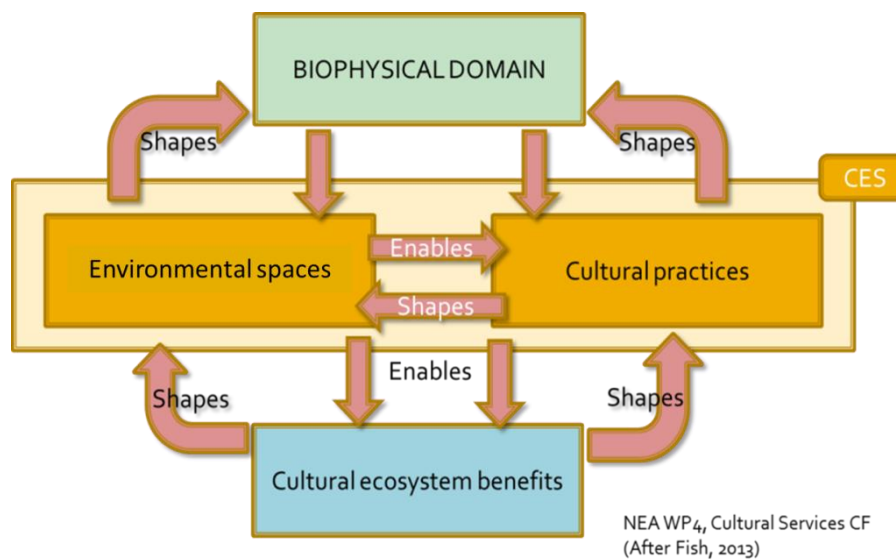 BIOPHYSICAL DOMAIN
Shapes
Shapes
CES
Environmental spaces
Enables
Cultural practices
Shapes
Enables
Shapes
Shapes
Cultural ecosystem benefits
NEA WP4, Cultural Services CF
(After Fish, 2013)